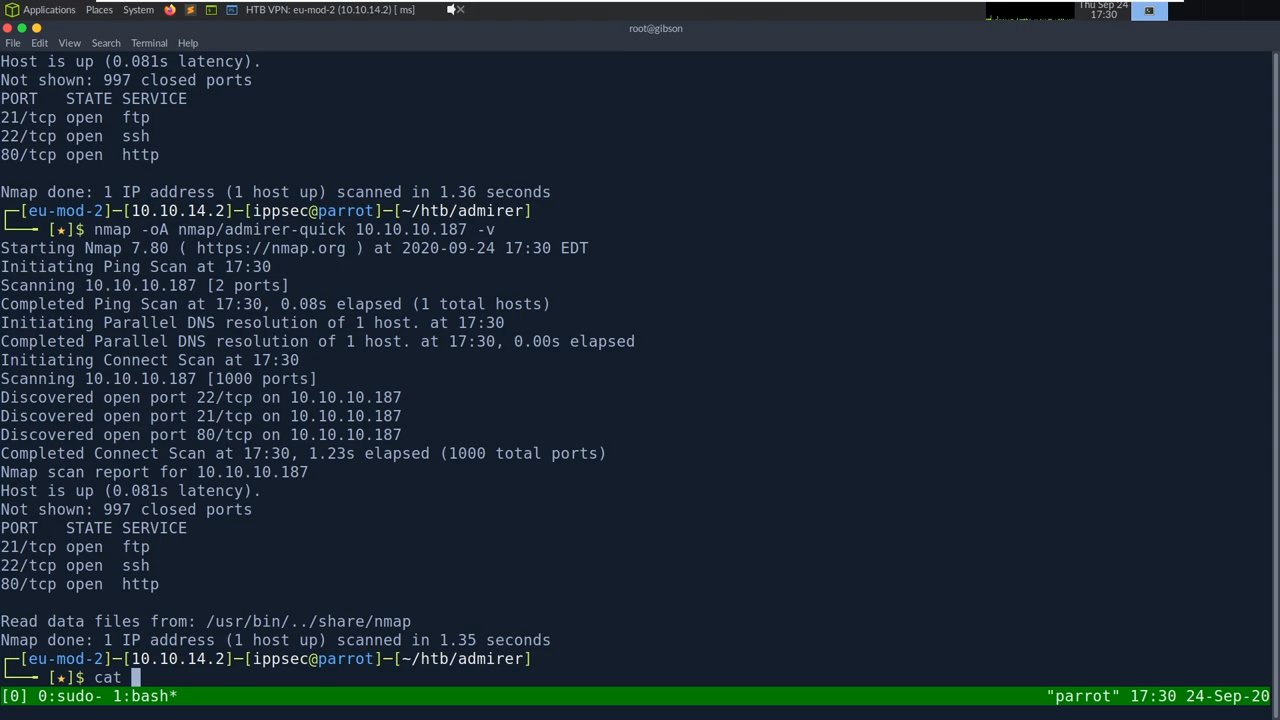 Applications Places System HTB VPN: eu-mod-2 (10.10.14.2) [ ms]
Thu Sep 24
17:30
root@gibson
File Edit View Search Terminal Help
Host is up (0.081s latency).
Not shown: 997 closed ports
PORT   STATE SERVICE
21/tcp open  ftp
22/tcp open  ssh
80/tcp open  http
Nmap done: 1 IP address (1 host up) scanned in 1.36 seconds
┌─[eu-mod-2]─[10.10.14.2]─[ippsec@parrot]─[~/htb/admirer]
└──╼ [★]$ nmap -oA nmap/admirer-quick 10.10.10.187 -v
Starting Nmap 7.80 ( https://nmap.org ) at 2020-09-24 17:30 EDT
Initiating Ping Scan at 17:30
Scanning 10.10.10.187 [2 ports]
Completed Ping Scan at 17:30, 0.08s elapsed (1 total hosts)
Initiating Parallel DNS resolution of 1 host. at 17:30
Completed Parallel DNS resolution of 1 host. at 17:30, 0.00s elapsed
Initiating Connect Scan at 17:30
Scanning 10.10.10.187 [1000 ports]
Discovered open port 22/tcp on 10.10.10.187
Discovered open port 21/tcp on 10.10.10.187
Discovered open port 80/tcp on 10.10.10.187
Completed Connect Scan at 17:30, 1.23s elapsed (1000 total ports)
Nmap scan report for 10.10.10.187
Host is up (0.081s latency).
Not shown: 997 closed ports
PORT   STATE SERVICE
21/tcp open  ftp
22/tcp open  ssh
80/tcp open  http
Read data files from: /usr/bin/../share/nmap
Nmap done: 1 IP address (1 host up) scanned in 1.35 seconds
┌─[eu-mod-2]─[10.10.14.2]─[ippsec@parrot]─[~/htb/admirer]
└──╼ [★]$ cat
[0] 0:sudo- 1:bash* "parrot" 17:30 24-Sep-20